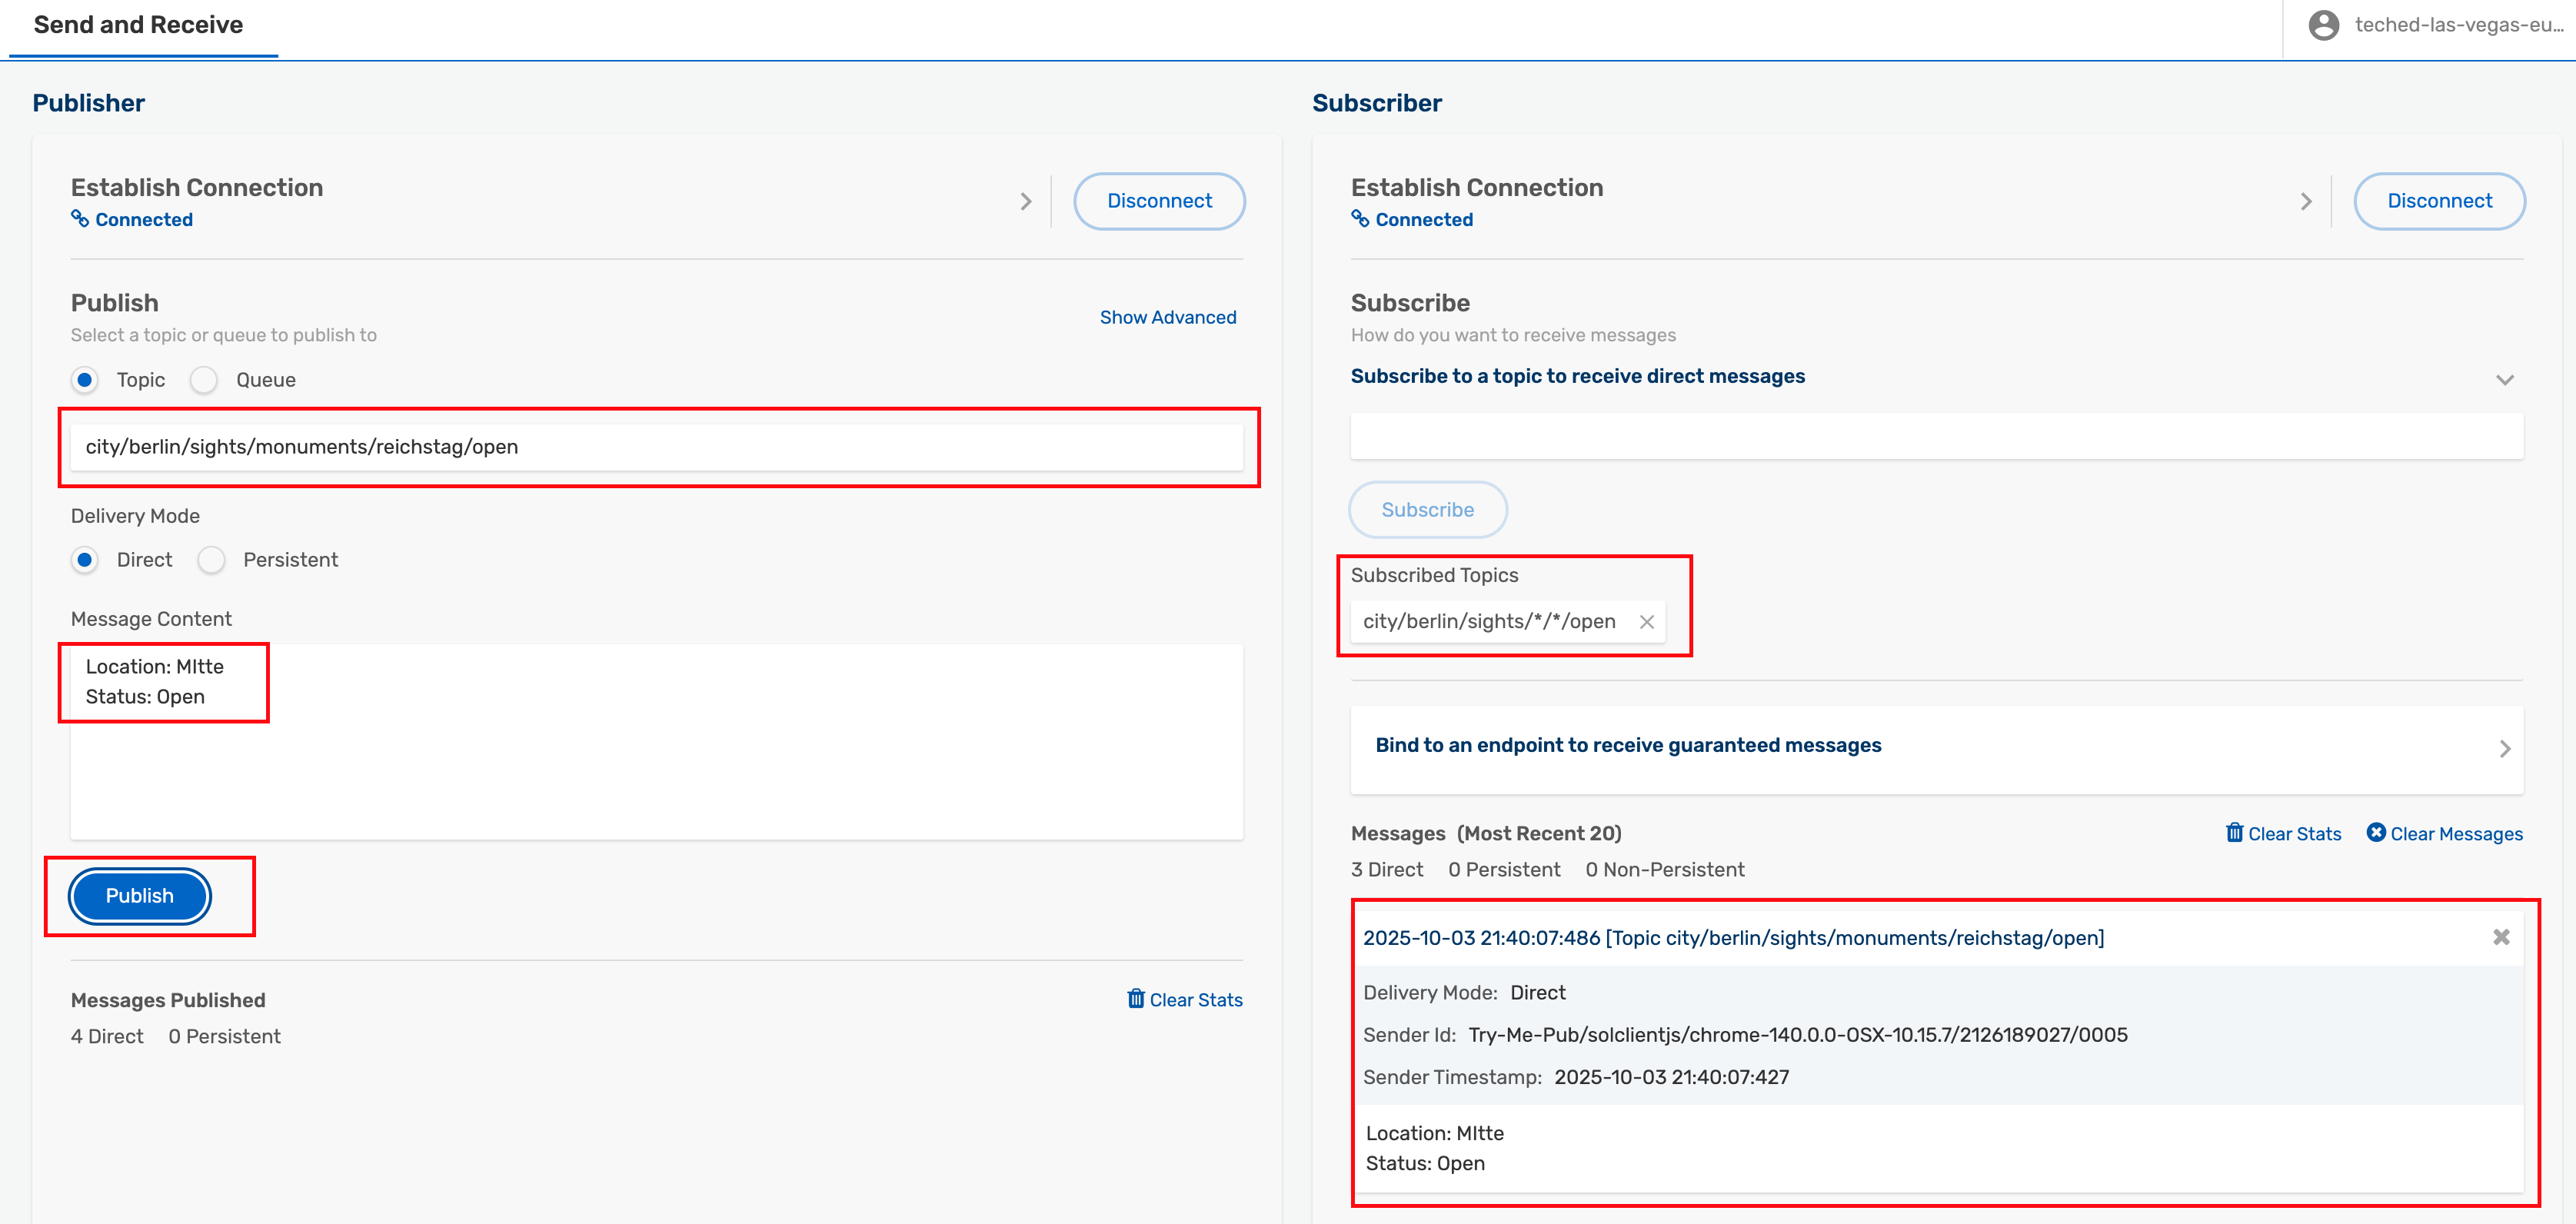 Send and Receive
teched-las-vegas-eu...
Publisher
Establish Connection
Connected
Disconnect
Publish
Select a topic or queue to publish to
Show Advanced
Topic
Queue
city/berlin/sights/monuments/reichstag/open
Delivery Mode
Direct
Persistent
Message Content
Location: MItte
Status: Open
Publish
Messages Published
Clear Stats
4 Direct 0 Persistent
Subscriber
Establish Connection
Connected
Disconnect
Subscribe
How do you want to receive messages
Subscribe to a topic to receive direct messages
Subscribe
Subscribed Topics
city/berlin/sights/*/*/open
Bind to an endpoint to receive guaranteed messages
Messages (Most Recent 20)
Clear Stats
Clear Messages
3 Direct 0 Persistent 0 Non-Persistent
2025-10-03 21:40:07:486 [Topic city/berlin/sights/monuments/reichstag/open]
Delivery Mode: Direct
Sender Id: Try-Me-Pub/solclientjs/chrome-140.0.0-OSX-10.15.7/2126189027/0005
Sender Timestamp: 2025-10-03 21:40:07:427
Location: MItte
Status: Open